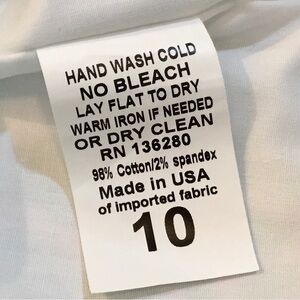 HAND WASH COLD
NO BLEACH
LAY FLAT TO DRY
WARM IRON IF NEEDED
OR DRY CLEAN
RN 136280
98% Cotton/2% spandex
Made in USA
of imported fabric
10